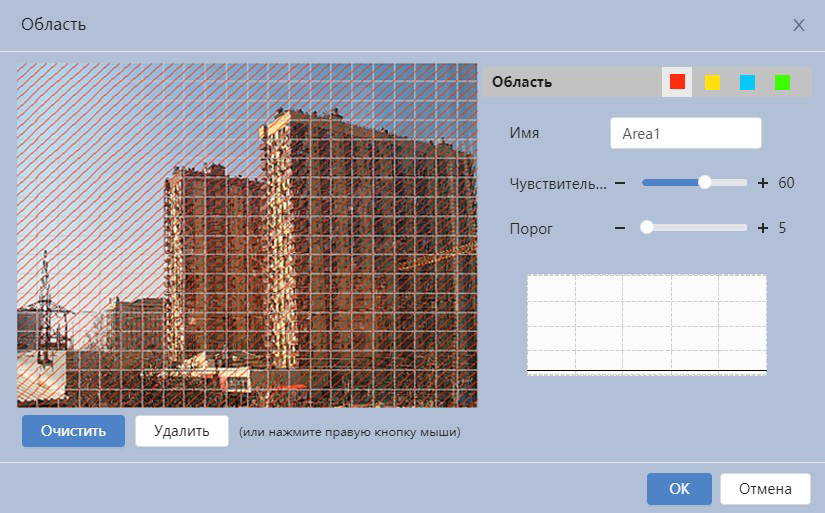 Область
Область
Имя
Area1
Чувствитель...
60
Порог
5
Очистить
Удалить
(или нажмите правую кнопку мыши)
OK
Отмена